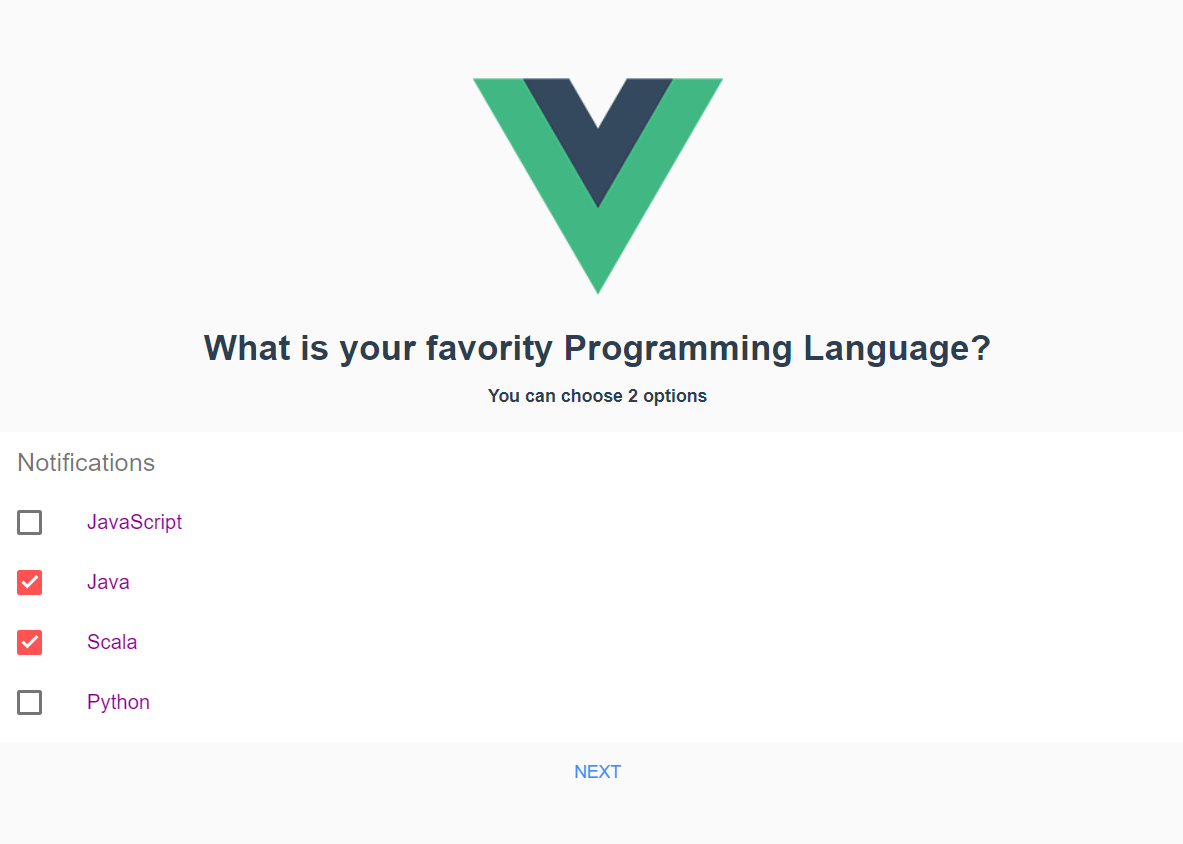 What is your favority Programming Language?
You can choose 2 options
Notifications
JavaScript
Java
Scala
Python
NEXT